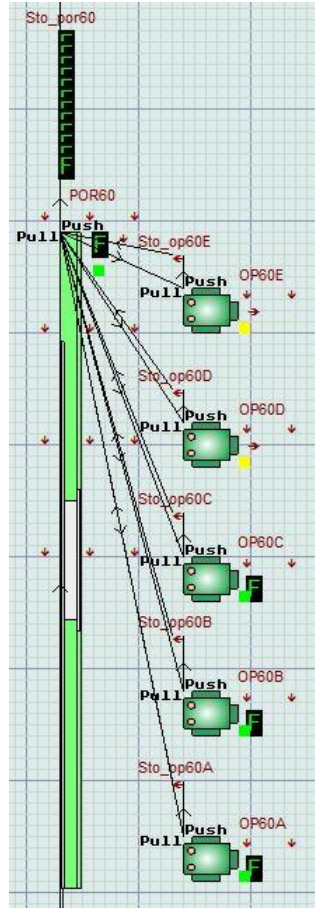 Sto_por60
F
F
F
F
F
F
F
F
POR60
Push
Pull
F
Sto_op60E
Push
OP60E
Pull
Sto_op60D
Push
OP60D
Pull
Sto_op60C
Push
OP60C
Pull
F
Sto_op60B
Push
OP60B
Pull
F
Sto_op60A
Push
OP60A
Pull
F